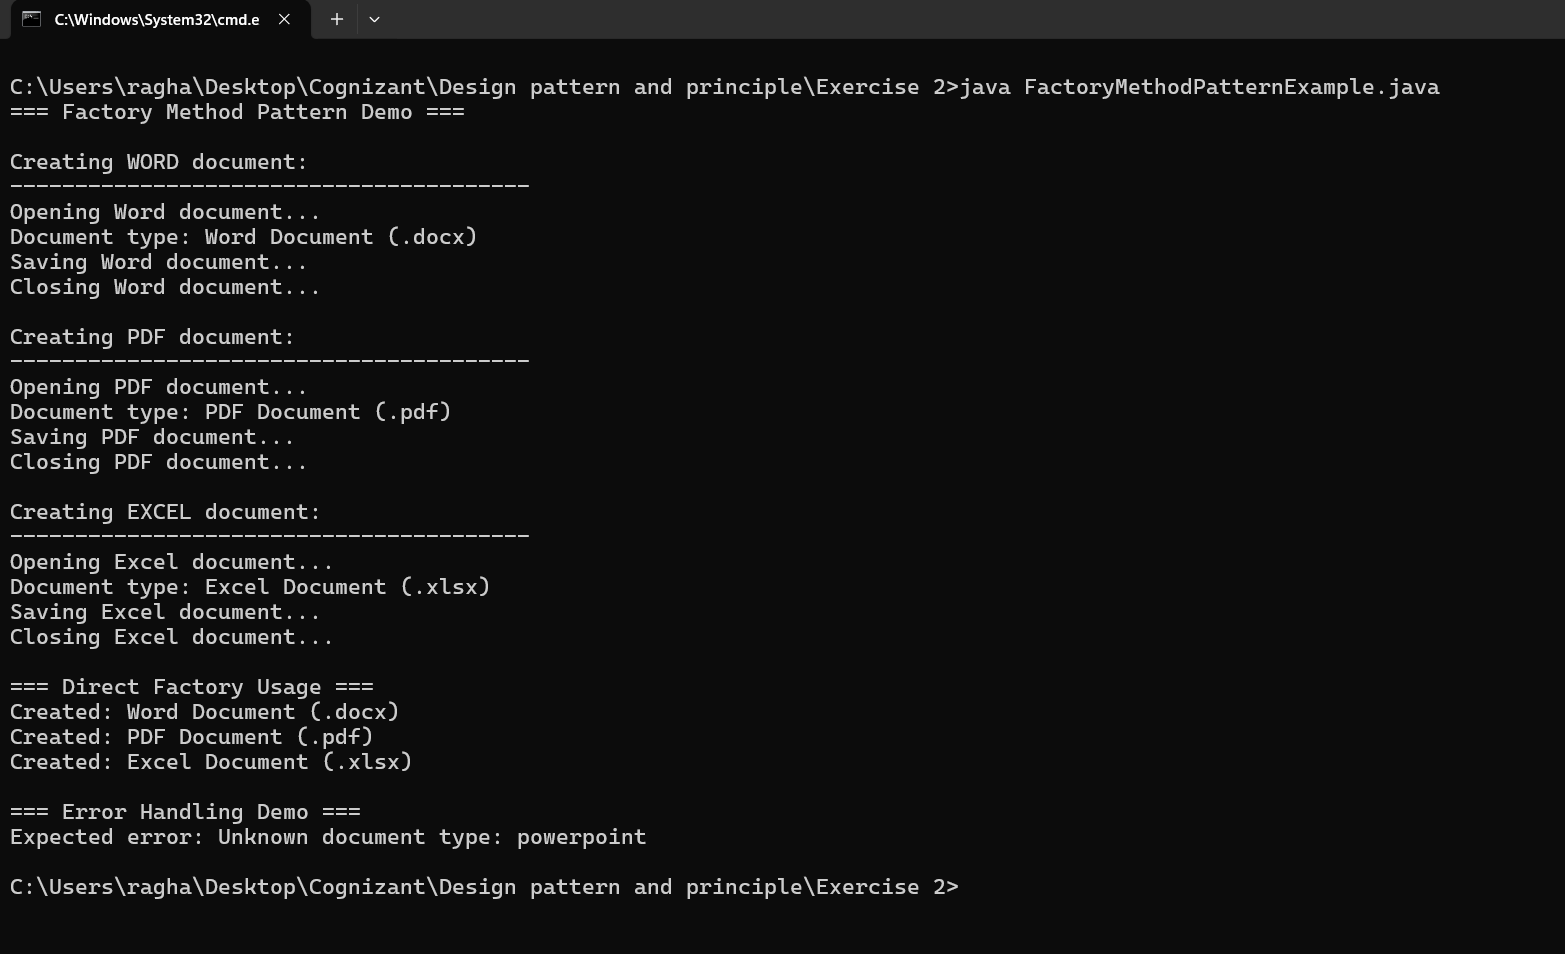 C:\Windows\System32\cmd.e
C:\Users\ragha\Desktop\Cognizant\Design pattern and principle\Exercise 2>java FactoryMethodPatternExample.java
=== Factory Method Pattern Demo ===
Creating WORD document:
----------------------------------------
Opening Word document...
Document type: Word Document (.docx)
Saving Word document...
Closing Word document...
Creating PDF document:
----------------------------------------
Opening PDF document...
Document type: PDF Document (.pdf)
Saving PDF document...
Closing PDF document...
Creating EXCEL document:
----------------------------------------
Opening Excel document...
Document type: Excel Document (.xlsx)
Saving Excel document...
Closing Excel document...
=== Direct Factory Usage ===
Created: Word Document (.docx)
Created: PDF Document (.pdf)
Created: Excel Document (.xlsx)
=== Error Handling Demo ===
Expected error: Unknown document type: powerpoint
C:\Users\ragha\Desktop\Cognizant\Design pattern and principle\Exercise 2>